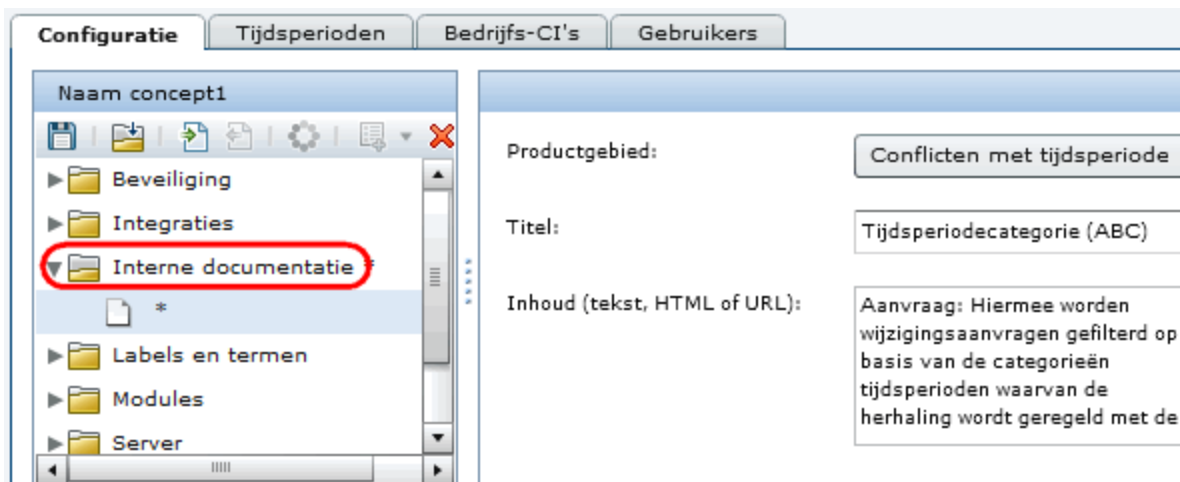 Configuratie
Tijdsperioden
Bedrijfs-CI's
Gebruikers
Naam concept1
Beveiliging
Integraties
Interne documentatie *
*
Labels en termen
Modules
Server
Productgebied:
Conflicten met tijdsperiode
Titel:
Tijdsperiodecategorie (ABC)
Inhoud (tekst, HTML of URL):
Aanvraag: Hiermee worden
wijzigingsaanvragen gefilterd op
basis van de categorieën
tijdsperioden waarvan de
herhaling wordt geregeld met de